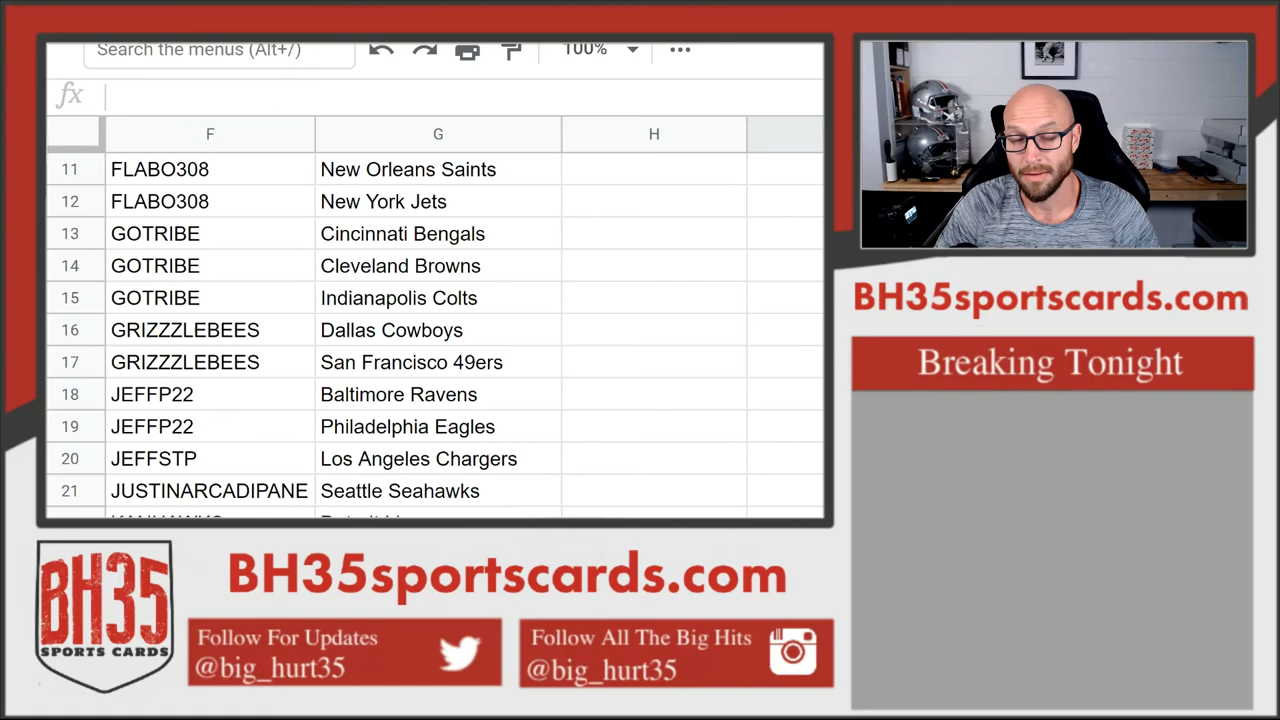 Search the menus (Alt+/)
100%
fx
F G H
11 FLABO308 New Orleans Saints
12 FLABO308 New York Jets
13 GOTRIBE Cincinnati Bengals
14 GOTRIBE Cleveland Browns
15 GOTRIBE Indianapolis Colts
16 GRIZZZLEBEES Dallas Cowboys
17 GRIZZZLEBEES San Francisco 49ers
18 JEFFP22 Baltimore Ravens
19 JEFFP22 Philadelphia Eagles
20 JEFFSTP Los Angeles Chargers
21 JUSTINARCADIPANE Seattle Seahawks
BH35sportscards.com
Breaking Tonight
BH35
SPORTS CARDS
BH35sportscards.com
Follow For Updates
@big_hurt35
Follow All The Big Hits
@big_hurt35